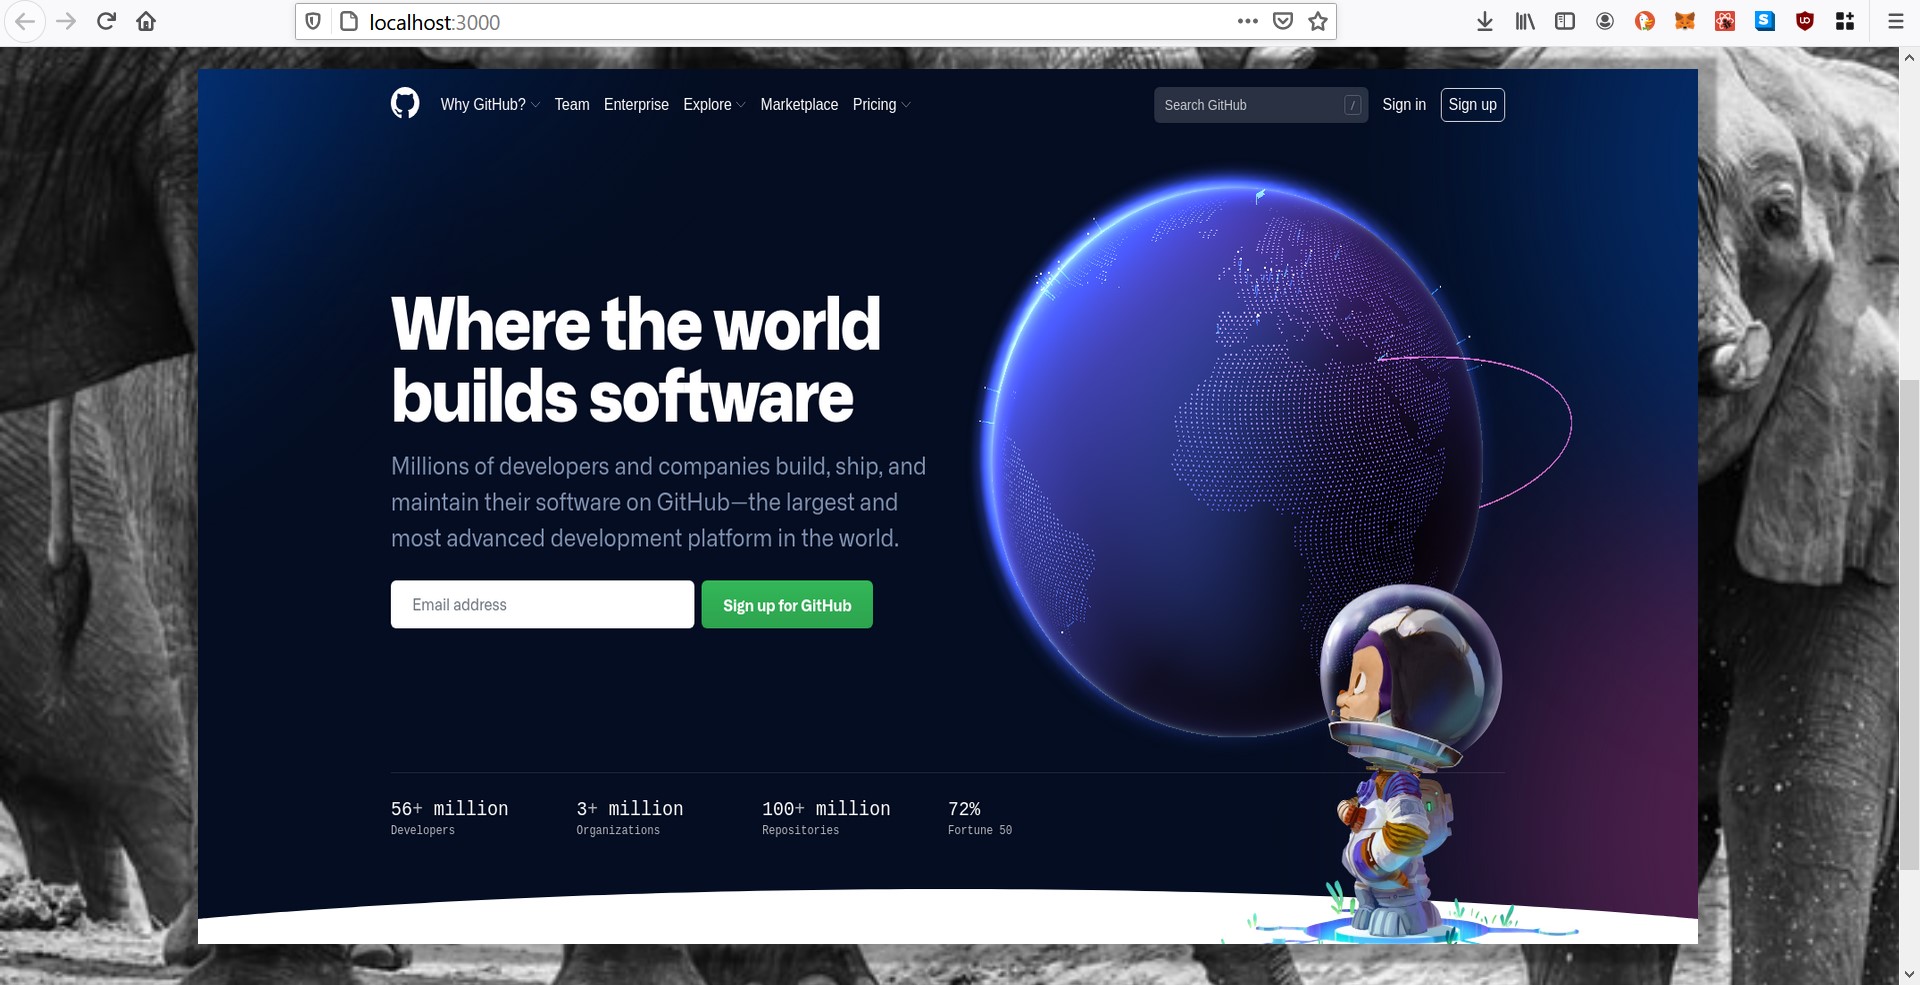 localhost:3000
Why GitHub? Team Enterprise Explore Marketplace Pricing
Search GitHub /
Sign in
Sign up
Where the world
builds software
Millions of developers and companies build, ship, and
maintain their software on GitHub—the largest and
most advanced development platform in the world.
Email address
Sign up for GitHub
56+ million
Developers
3+ million
Organizations
100+ million
Repositories
72%
Fortune 50